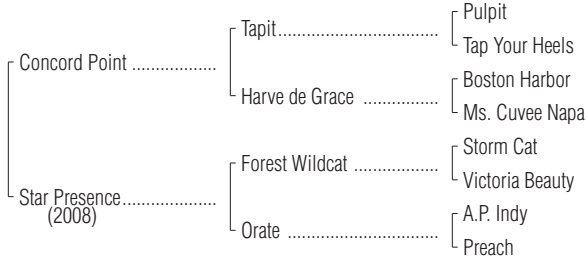 Pulpit
Tapit
Tap Your Heels
Concord Point
Boston Harbor
Harve de Grace
Ms. Cuvee Napa
Storm Cat
Forest Wildcat
Victoria Beauty
Star Presence
(2008)
A.P. Indy
Orate
Preach